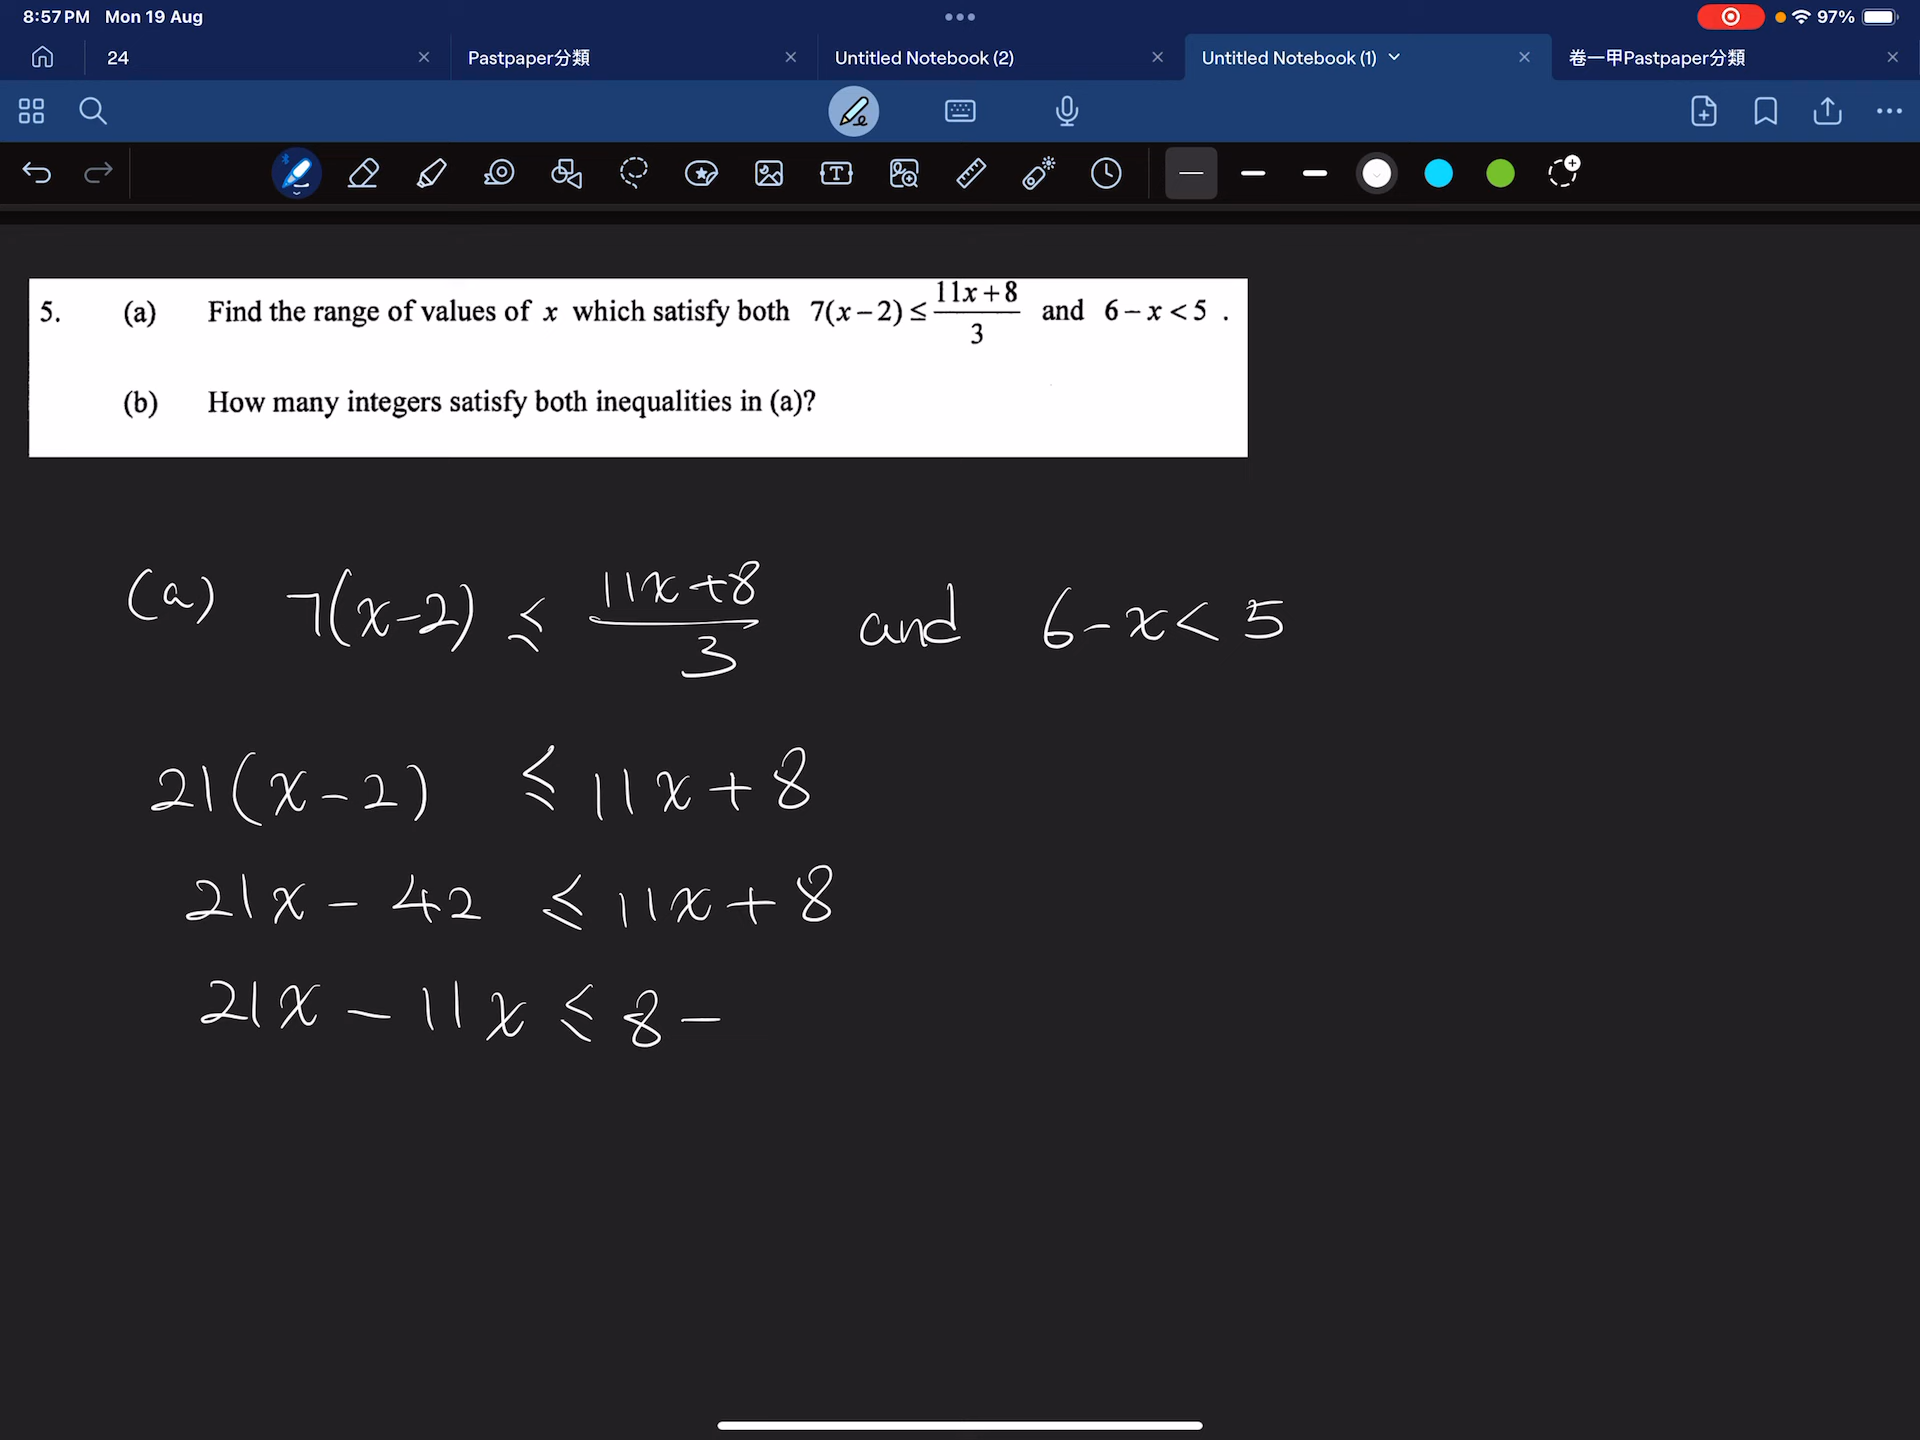 8:57 PM Mon 19 Aug 97%
24 Pastpaper分類 Untitled Notebook (2) Untitled Notebook (1) 卷一甲Pastpaper分類
5. (a) Find the range of values of x which satisfy both 7(x−2) ≤ (11x+8)/3 and 6−x<5 .
(b) How many integers satisfy both inequalities in (a)?
(a) 7(x−2) ≤ (11x+8)/3 and 6−x < 5
21(x−2) ≤ 11x+8
21x − 42 ≤ 11x+8
21x − 11x ≤ 8 −